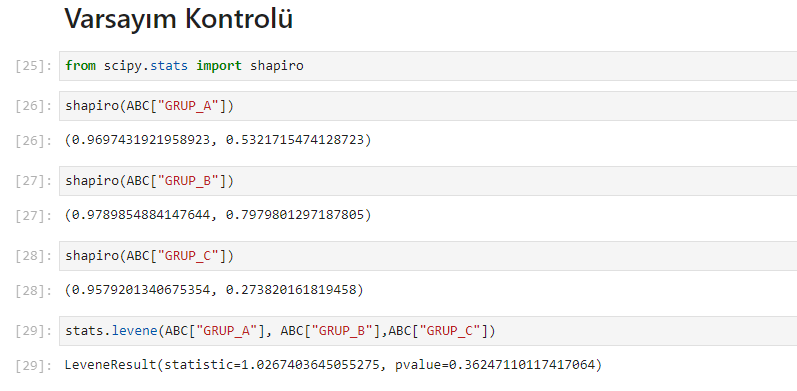 Varsayım Kontrolü
[25]: from scipy.stats import shapiro
[26]: shapiro(ABC["GRUP_A"])
[26]: (0.9697431921958923, 0.5321715474128723)
[27]: shapiro(ABC["GRUP_B"])
[27]: (0.9789854884147644, 0.7979801297187805)
[28]: shapiro(ABC["GRUP_C"])
[28]: (0.9579201340675354, 0.273820161819458)
[29]: stats.levene(ABC["GRUP_A"], ABC["GRUP_B"],ABC["GRUP_C"])
[29]: LeveneResult(statistic=1.0267403645055275, pvalue=0.36247110117417064)